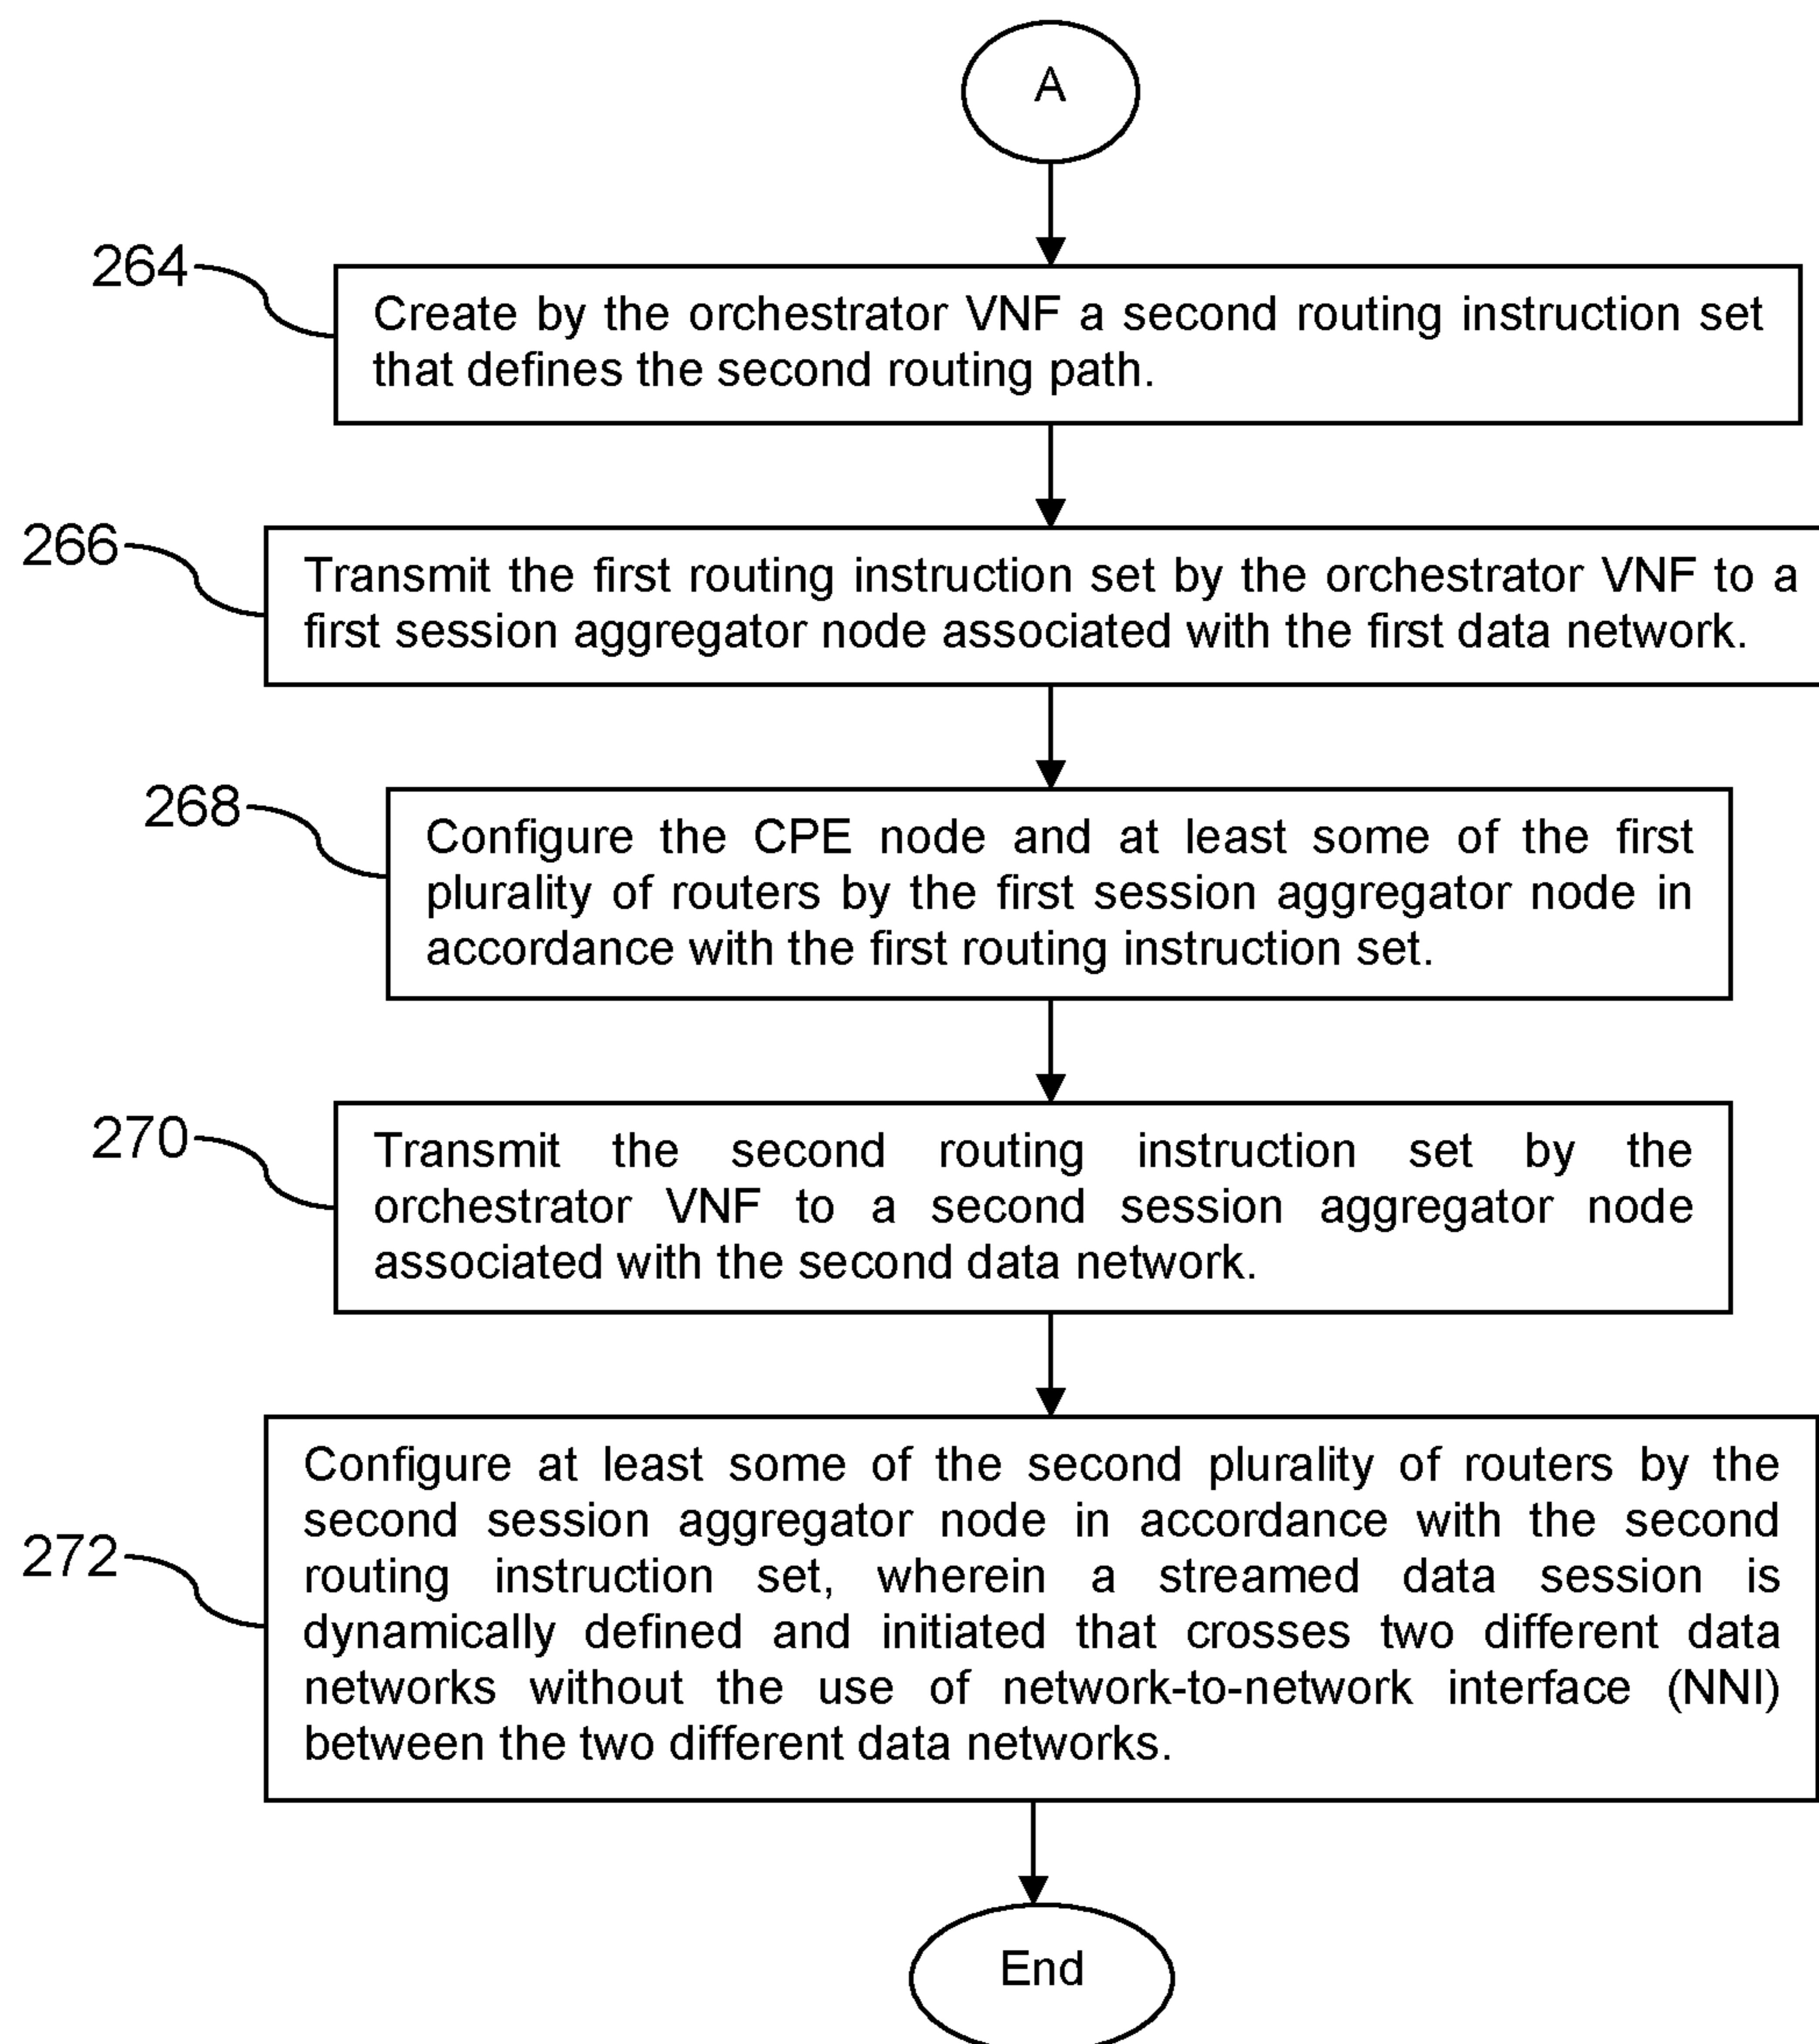 A
264
Create by the orchestrator VNF a second routing instruction set
that defines the second routing path.
266
Transmit the first routing instruction set by the orchestrator VNF to a
first session aggregator node associated with the first data network.
268
Configure the CPE node and at least some of the first
plurality of routers by the first session aggregator node in
accordance with the first routing instruction set.
270
Transmit the second routing instruction set by the
orchestrator VNF to a second session aggregator node
associated with the second data network.
272
Configure at least some of the second plurality of routers by the
second session aggregator node in accordance with the second
routing instruction set, wherein a streamed data session is
dynamically defined and initiated that crosses two different data
networks without the use of network-to-network interface (NNI)
between the two different data networks.
End